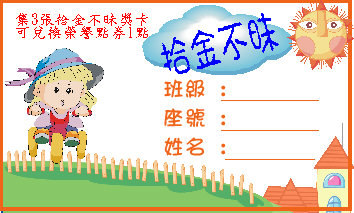 集3張拾金不昧獎卡
可兌換榮譽點券1點
拾金不昧
班級：
座號：
姓名：